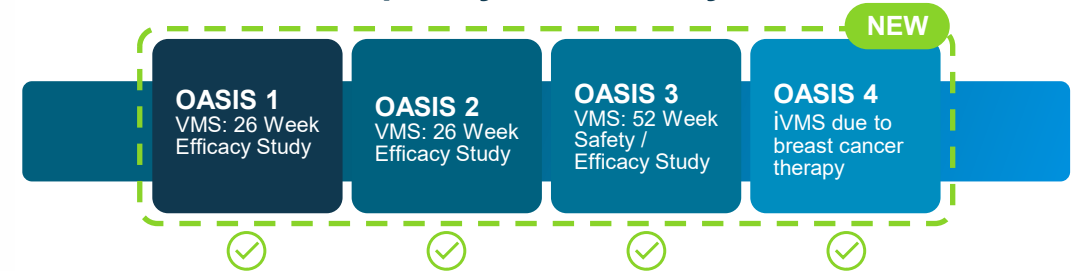 NEW
OASIS 1
VMS: 26 Week
Efficacy Study
OASIS 2
VMS: 26 Week
Efficacy Study
OASIS 3
VMS: 52 Week
Safety /
Efficacy Study
OASIS 4
iVMS due to
breast cancer
therapy